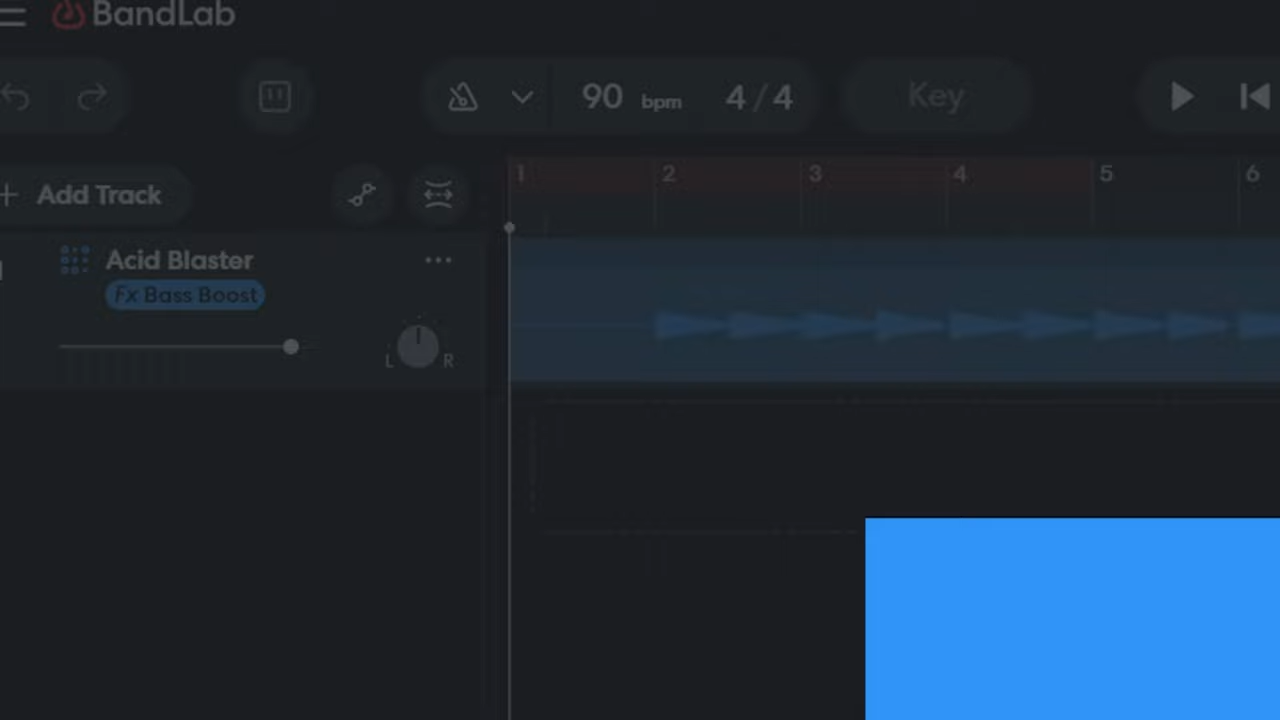 BandLab
90 bpm 4/4 Key
Add Track
1 2 3 4 5 6
Acid Blaster
Fx Bass Boost
L R